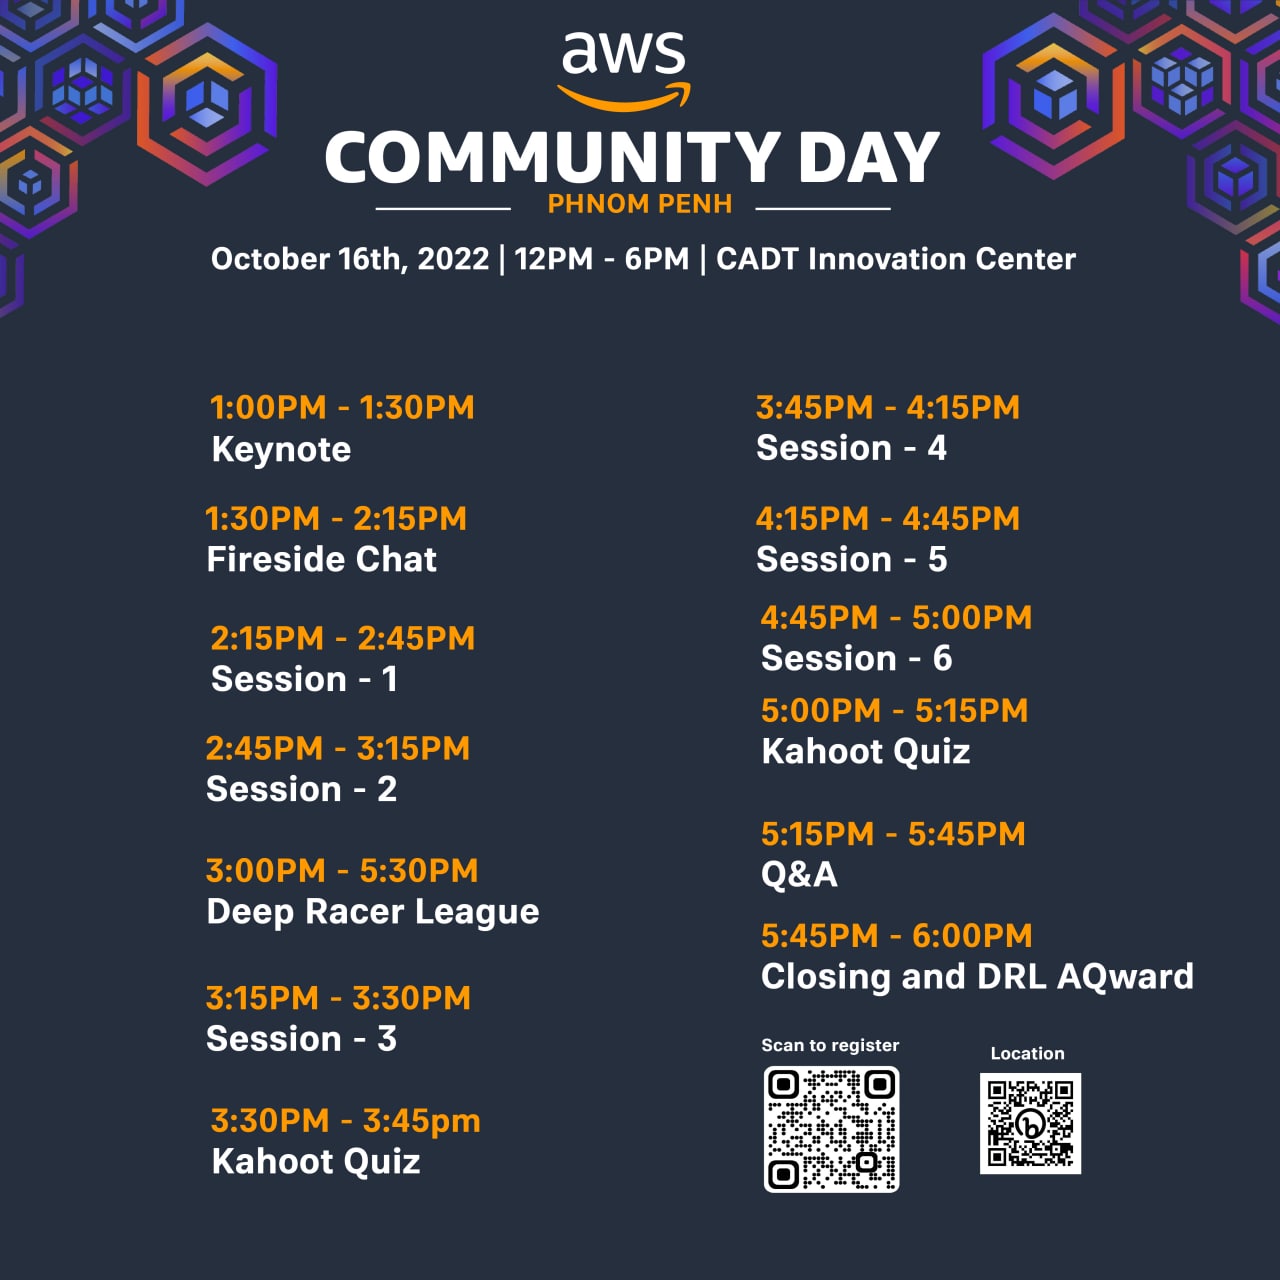 aws
COMMUNITY DAY
PHNOM PENH
October 16th, 2022 | 12PM - 6PM | CADT Innovation Center
1:00PM - 1:30PM
Keynote
1:30PM - 2:15PM
Fireside Chat
2:15PM - 2:45PM
Session - 1
2:45PM - 3:15PM
Session - 2
3:00PM - 5:30PM
Deep Racer League
3:15PM - 3:30PM
Session - 3
3:30PM - 3:45pm
Kahoot Quiz
3:45PM - 4:15PM
Session - 4
4:15PM - 4:45PM
Session - 5
4:45PM - 5:00PM
Session - 6
5:00PM - 5:15PM
Kahoot Quiz
5:15PM - 5:45PM
Q&A
5:45PM - 6:00PM
Closing and DRL AQward
Scan to register
Location
b